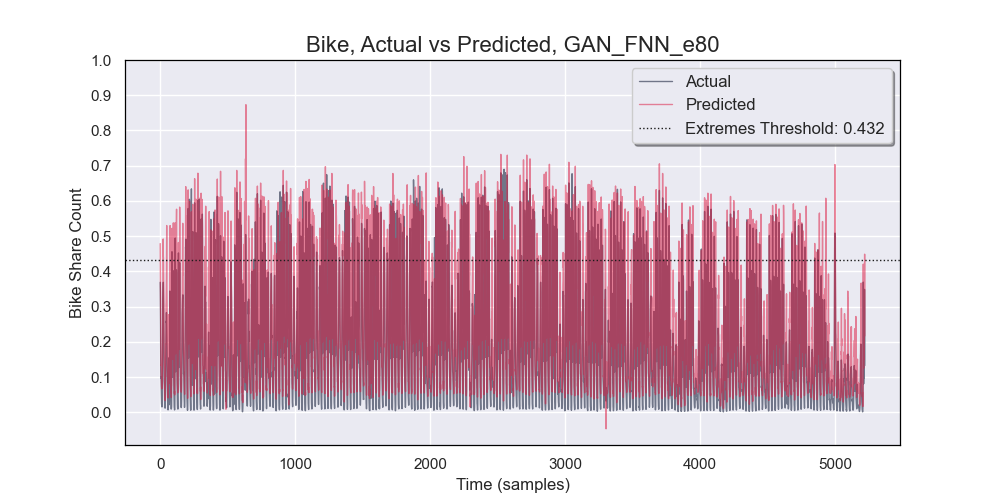 Bike, Actual vs Predicted, GAN_FNN_e80
Actual
Predicted
Extremes Threshold: 0.432
Bike Share Count
1.0
0.9
0.8
0.7
0.6
0.5
0.4
0.3
0.2
0.1
0.0
0 1000 2000 3000 4000 5000
Time (samples)